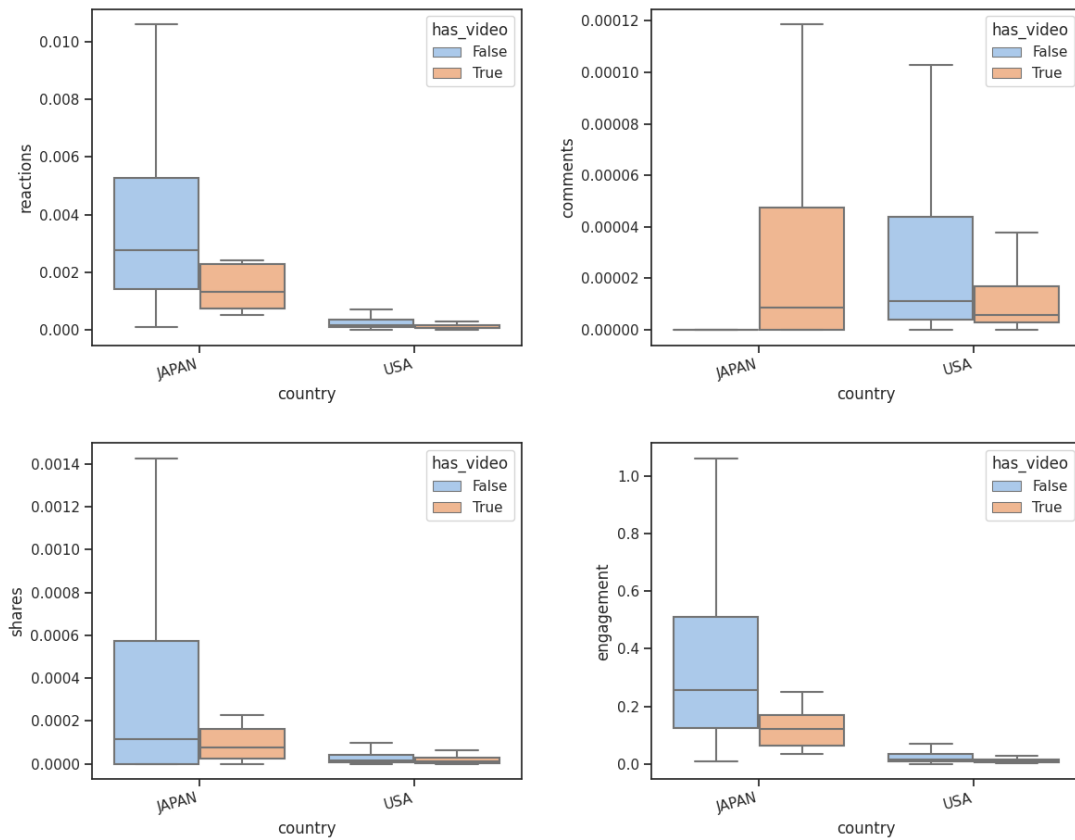 reactions
0.010
0.008
0.006
0.004
0.002
0.000
has_video
False
True
JAPAN
USA
country
comments
0.00012
0.00010
0.00008
0.00006
0.00004
0.00002
0.00000
has_video
False
True
JAPAN
USA
country
shares
0.0014
0.0012
0.0010
0.0008
0.0006
0.0004
0.0002
0.0000
has_video
False
True
JAPAN
USA
country
engagement
1.0
0.8
0.6
0.4
0.2
0.0
has_video
False
True
JAPAN
USA
country